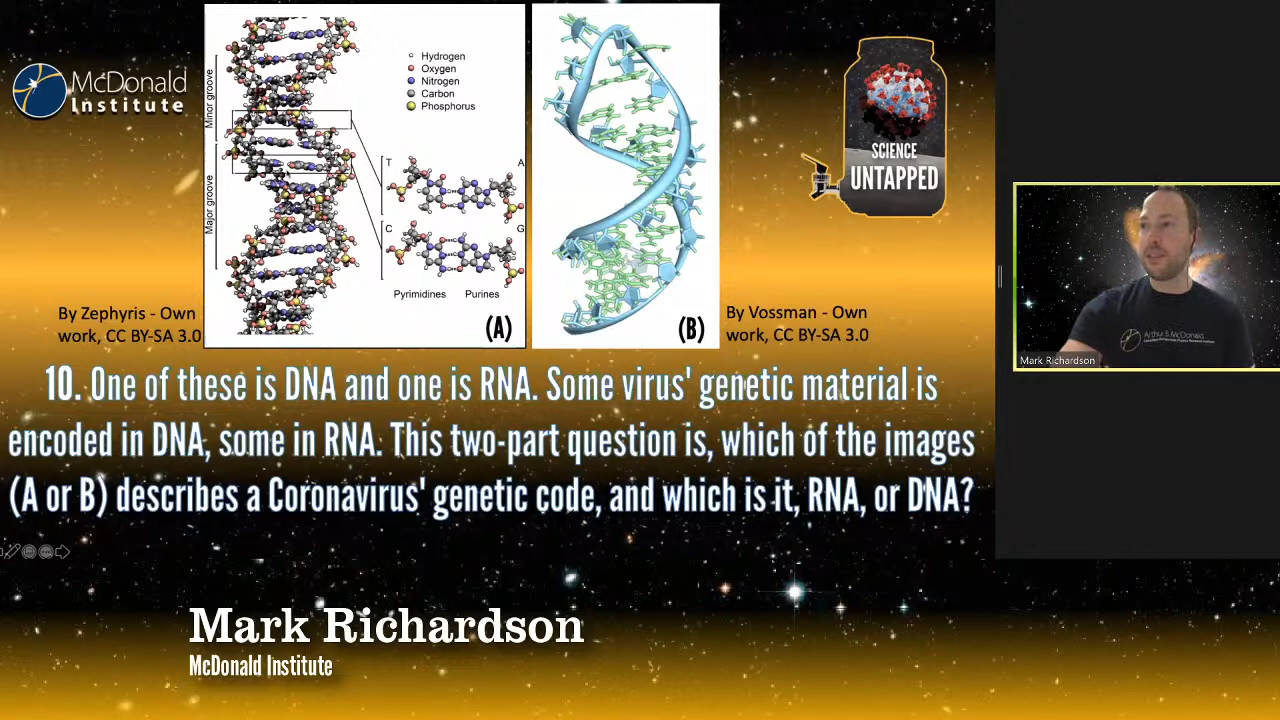 McDonald
Institute
Minor groove
Major groove
Hydrogen
Oxygen
Nitrogen
Carbon
Phosphorus
T
A
C
G
Pyrimidines Purines
(A)
(B)
By Zephyris - Own
work, CC BY-SA 3.0
By Vossman - Own
work, CC BY-SA 3.0
SCIENCE
UNTAPPED
10. One of these is DNA and one is RNA. Some virus' genetic material is
encoded in DNA, some in RNA. This two-part question is, which of the images
(A or B) describes a Coronavirus' genetic code, and which is it, RNA, or DNA?
Arthur B McDonald
Mark Richardson
Mark Richardson
McDonald Institute